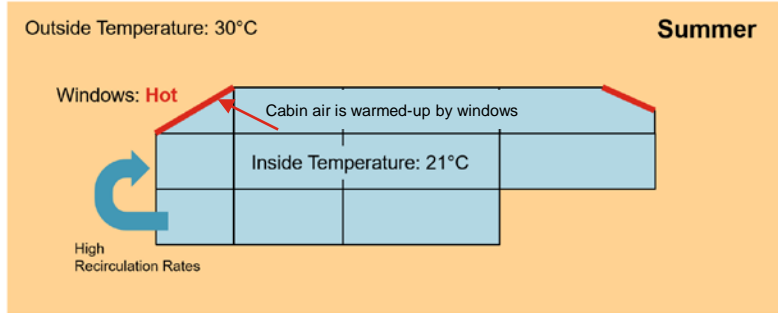 Outside Temperature: 30°C
Summer
Windows: Hot
Cabin air is warmed-up by windows
Inside Temperature: 21°C
High
Recirculation Rates